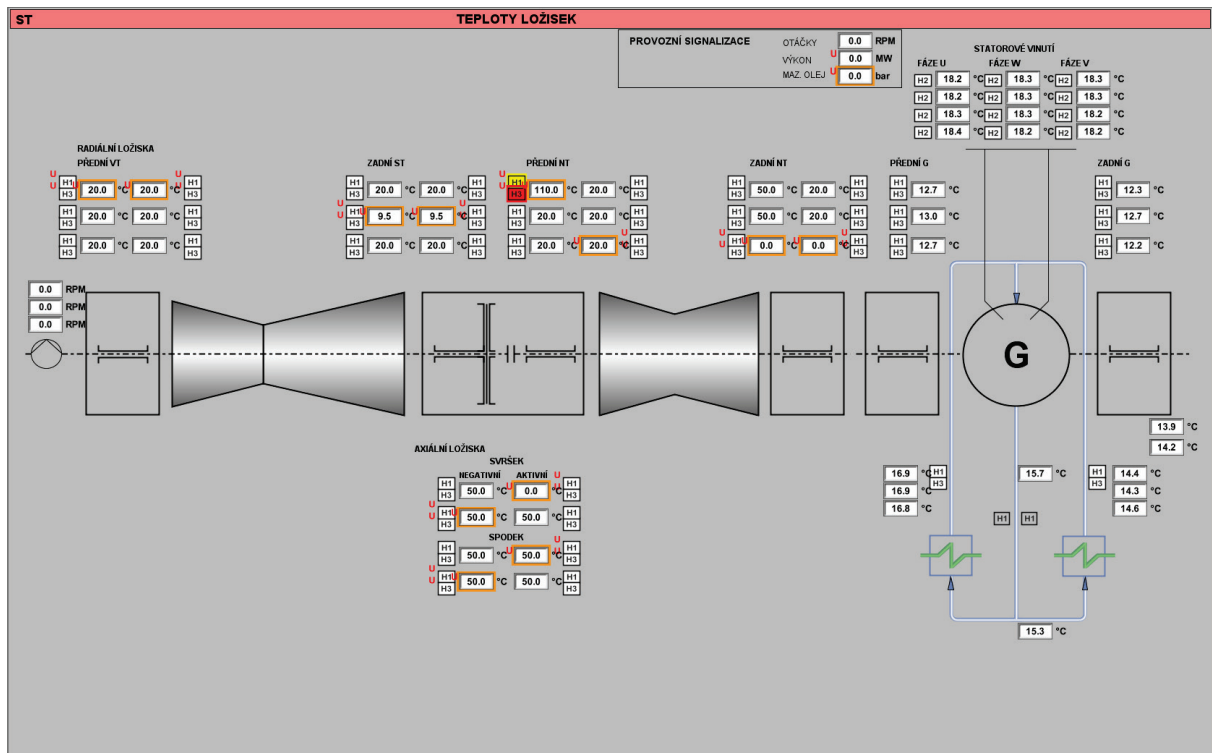 ST TEPLOTY LOŽISEK
PROVOZNÍ SIGNALIZACE OTÁČKY 0.0 RPM
U VÝKON 0.0 MW
MAZ. OLEJ U 0.0 bar
STATOROVÉ VINUTÍ
FÁZE U FÁZE W FÁZE V
H2 18.2 °C H2 18.3 °C H2 18.3 °C
H2 18.2 °C H2 18.3 °C H2 18.3 °C
H2 18.3 °C H2 18.3 °C H2 18.2 °C
H2 18.4 °C H2 18.2 °C H2 18.2 °C
RADIÁLNÍ LOŽISKA
PŘEDNÍ VT ZADNÍ ST PŘEDNÍ NT ZADNÍ NT PŘEDNÍ G ZADNÍ G
U U U
U H1 H3 U 20.0 °C U 20.0 °C U H1 H3 H1 H3 20.0 °C 20.0 °C H1 H3 U H1 H3 U 110.0 °C 20.0 °C H1 H3 H1 H3 50.0 °C 20.0 °C H1 H3 H1 H3 12.7 °C H1 H3 12.3 °C
H1 H3 20.0 °C 20.0 °C H1 H3 U U H1 H3 U 9.5 °C U 9.5 °C U U H1 H3 H1 H3 20.0 °C 20.0 °C H1 H3 H1 H3 50.0 °C 20.0 °C H1 H3 H1 H3 13.0 °C H1 H3 12.7 °C
H1 H3 20.0 °C 20.0 °C H1 H3 H1 H3 20.0 °C 20.0 °C H1 H3 H1 H3 20.0 °C U 20.0 °C U U H1 H3 U U H1 H3 U 0.0 °C U 0.0 °C U U H1 H3 H1 H3 12.7 °C H1 H3 12.2 °C
0.0 RPM
0.0 RPM
0.0 RPM
G
13.9 °C
14.2 °C
AXIÁLNÍ LOŽISKA
SVRŠEK
NEGATIVNÍ AKTIVNÍ U
H1 H3 50.0 °C U 0.0 °C U H1 H3
U U H1 H3 U 50.0 °C 50.0 °C H1 H3
SPODEK U
H1 H3 50.0 °C U 50.0 °C U H1 H3
U U H1 H3 U 50.0 °C 50.0 °C H1 H3
16.9 °C H1 H3 15.7 °C H1 H3 14.4 °C
16.9 °C 14.3 °C
16.8 °C 14.6 °C
H1 H1
15.3 °C